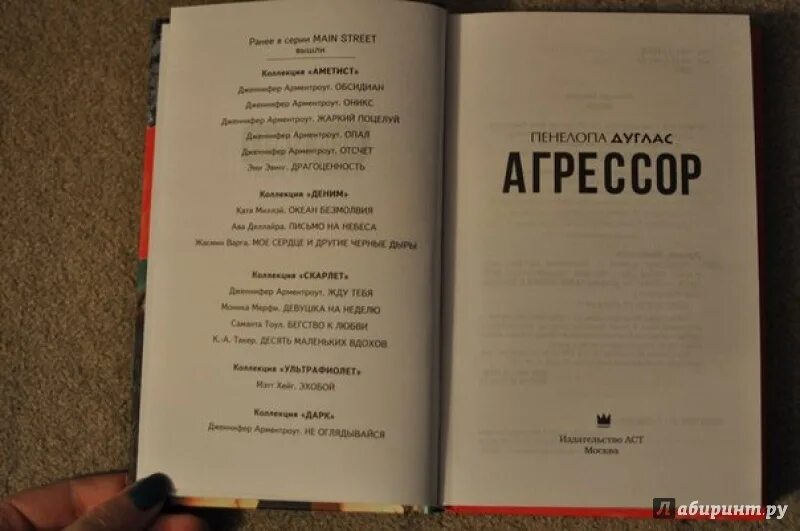 Ранее в серии MAIN STREET
вышли
Коллекция «АМЕТИСТ»
Дженнифер Арментроут. ОБСИДИАН
Дженнифер Арментроут. ОНИКС
Дженнифер Арментроут. ЖАРКИЙ ПОЦЕЛУЙ
Дженнифер Арментроут. ОПАЛ
Дженнифер Арментроут. ОТСЧЕТ
Эми Эвинг. ДРАГОЦЕННОСТЬ
Коллекция «ДЕНИМ»
Катя Миллэй. ОКЕАН БЕЗМОЛВИЯ
Ава Деллайра. ПИСЬМО НА НЕБЕСА
Жасмин Варга. МОЕ СЕРДЦЕ И ДРУГИЕ ЧЕРНЫЕ ДЫРЫ
Коллекция «СКАРЛЕТ»
Дженнифер Арментроут. ЖДУ ТЕБЯ
Моника Мерфи. ДЕВУШКА НА НЕДЕЛЮ
Саманта Тоул. БЕГСТВО К ЛЮБВИ
К.-А. Такер. ДЕСЯТЬ МАЛЕНЬКИХ ВДОХОВ
Коллекция «УЛЬТРАФИОЛЕТ»
Мэтт Хейг. ЭХОБОЙ
Коллекция «ДАРК»
Дженнифер Арментроут. НЕ ОГЛЯДЫВАЙСЯ
ПЕНЕЛОПА ДУГЛАС
АГРЕССОР
Издательство АСТ
Москва
Лабиринт.ру